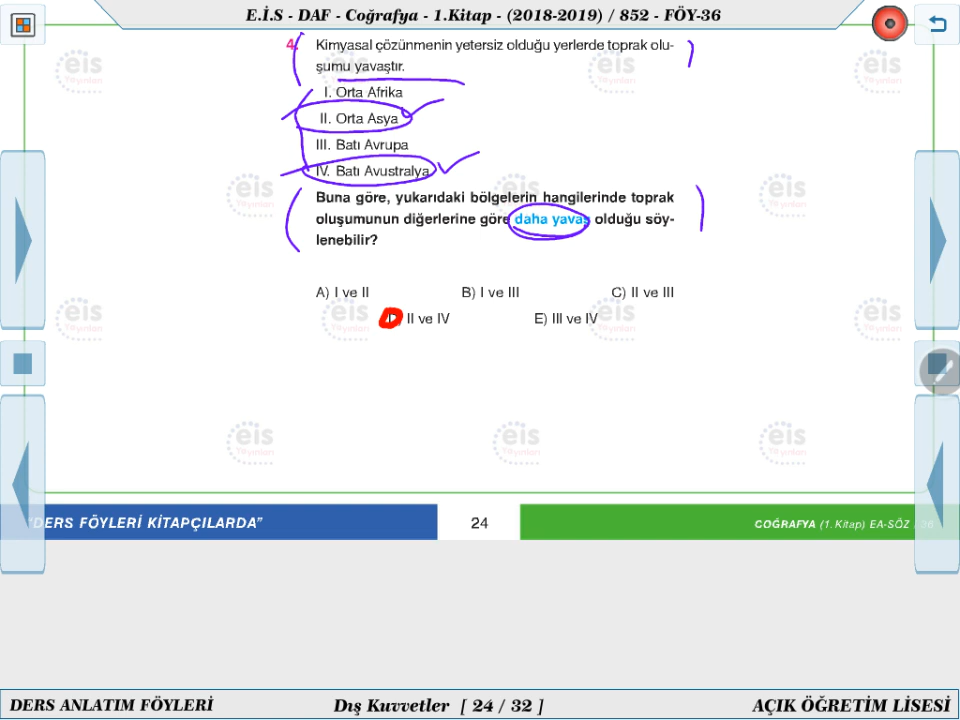 E.İ.S - DAF - Coğrafya - 1.Kitap - (2018-2019) / 852 - FÖY-36
4. Kimyasal çözünmenin yetersiz olduğu yerlerde toprak olu-
şumu yavaştır.
I. Orta Afrika
II. Orta Asya
III. Batı Avrupa
IV. Batı Avustralya
Buna göre, yukarıdaki bölgelerin hangilerinde toprak
oluşumunun diğerlerine göre daha yavaş olduğu söy-
lenebilir?
A) I ve II B) I ve III C) II ve III
II ve IV E) III ve IV
eis Yayınları
"DERS FÖYLERİ KİTAPÇILARDA" 24 COĞRAFYA (1. Kitap) EA-SÖZ / 36
DERS ANLATIM FÖYLERİ Dış Kuvvetler [ 24 / 32 ] AÇIK ÖĞRETİM LİSESİ